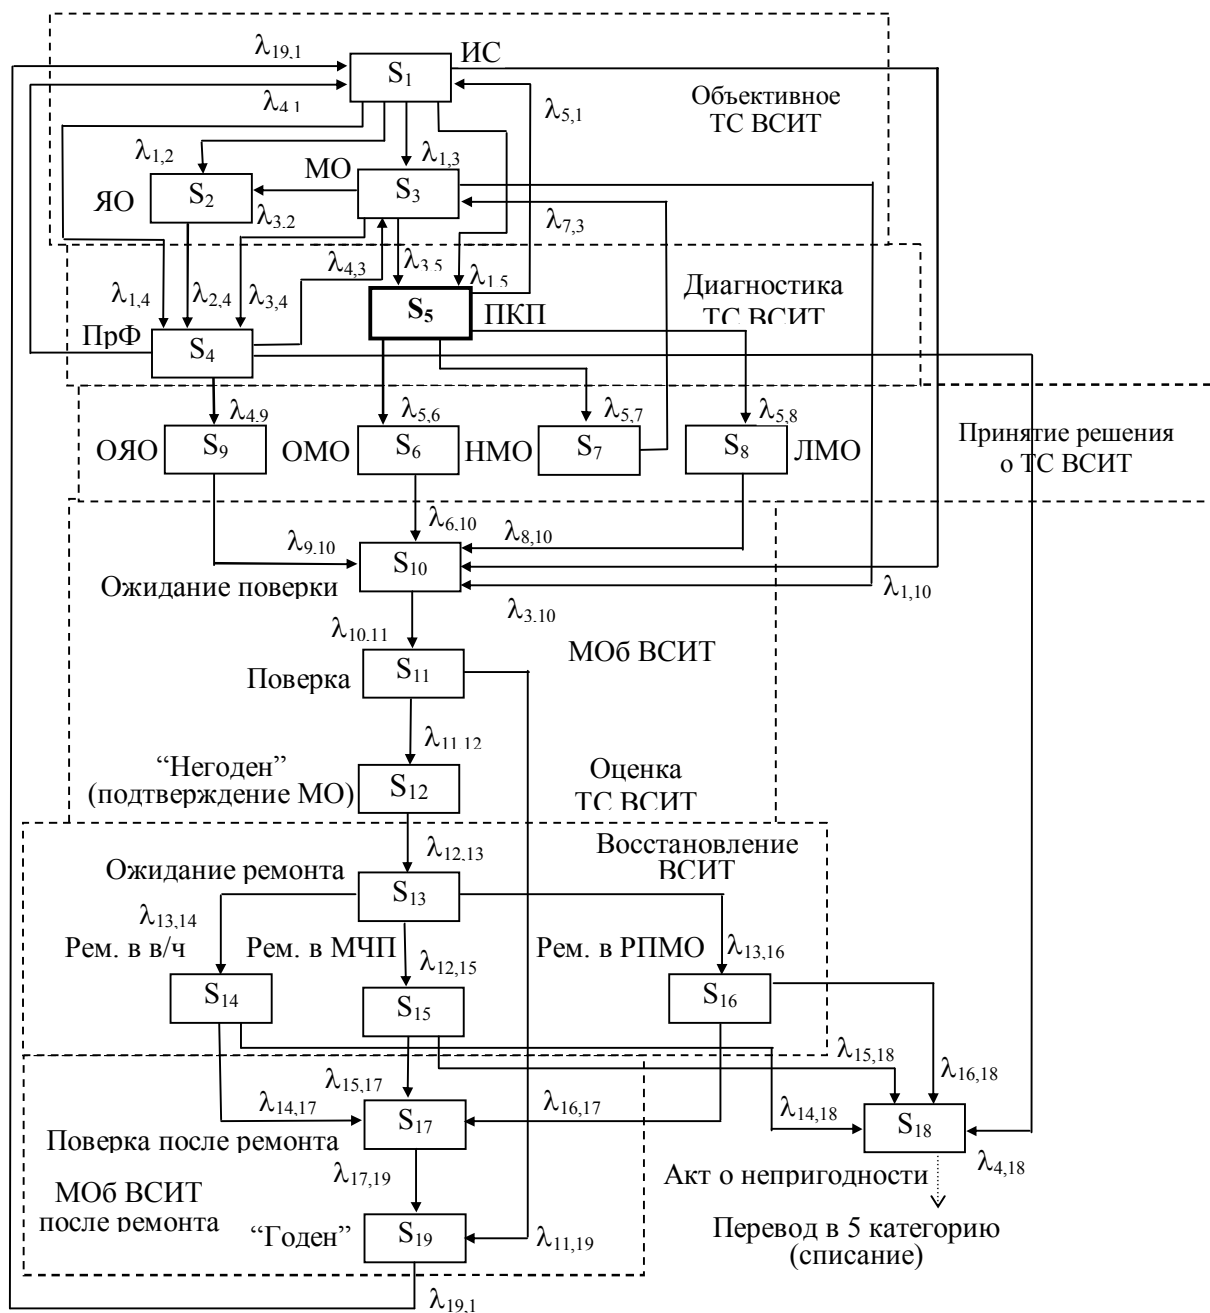 λ19,1
ИС
S1
λ4,1
λ5,1
Объективное
ТС ВСИТ
λ1,2
МО
λ1,3
S2
S3
ЯО
λ3,2
λ7,3
λ4,3
λ3,5
λ1,5
λ1,4
λ2,4
λ3,4
Диагностика
ТС ВСИТ
S5
ПКП
ПрФ
S4
λ4,9
λ5,6
λ5,7
λ5,8
Принятие решения
о ТС ВСИТ
ОЯО
S9
ОМО
S6
НМО
S7
S8
ЛМО
λ6,10
λ8,10
λ9,10
S10
Ожидание поверки
λ1,10
λ3,10
λ10,11
МОб ВСИТ
Поверка
S11
λ11,12
“Негоден”
(подтверждение МО)
S12
Оценка
ТС ВСИТ
λ12,13
Восстановление
ВСИТ
Ожидание ремонта
S13
λ13,14
Рем. в в/ч
Рем. в МЧП
Рем. в РПМО
λ12,15
λ13,16
S14
S15
S16
λ15,18
λ16,18
λ15,17
λ14,17
λ16,17
λ14,18
S17
S18
Поверка после ремонта
λ4,18
λ17,19
Акт о непригодности
МОб ВСИТ
после ремонта
“Годен”
S19
λ11,19
Перевод в 5 категорию
(списание)
λ19,1